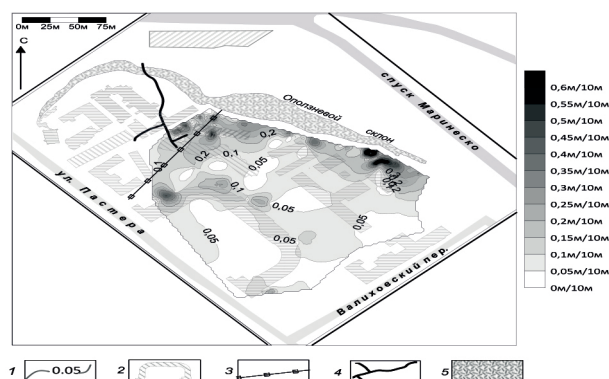 0м 25м 50м 75м
С
Оползневой склон
спуск Маринеско
ул. Пастера
Валиховский пер.
0,2
0,2
0,1
0,05
0,1
0,1
0,05
0,05
0,05
0,05
0,6м/10м
0,55м/10м
0,5м/10м
0,45м/10м
0,4м/10м
0,35м/10м
0,3м/10м
0,25м/10м
0,2м/10м
0,15м/10м
0,1м/10м
0,05м/10м
0м/10м
1 0.05 2 3 4 5